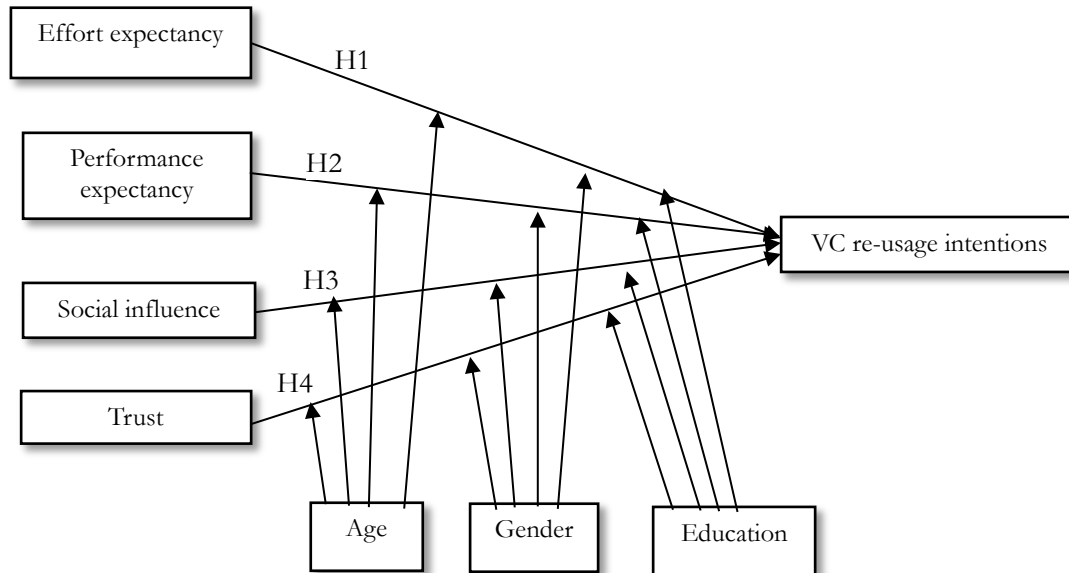 Effort expectancy
H1
Performance
expectancy
H2
VC re-usage intentions
Social influence
H3
Trust
H4
Age
Gender
Education